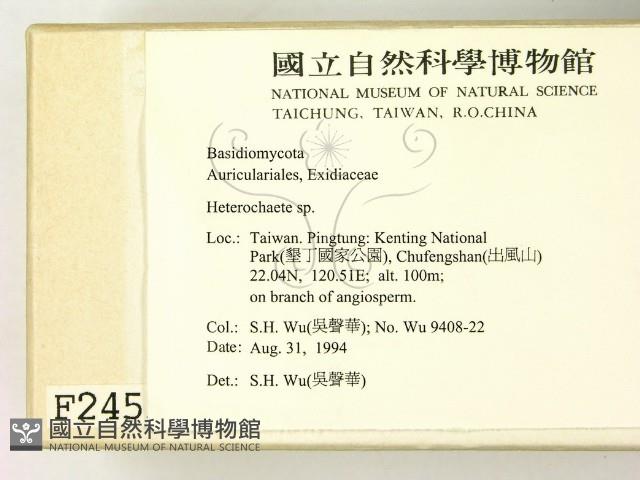 國立自然科學博物館
NATIONAL MUSEUM OF NATURAL SCIENCE
TAICHUNG, TAIWAN, R.O.CHINA
Basidiomycota
Auriculariales, Exidiaceae
Heterochaete sp.
Loc.: Taiwan. Pingtung: Kenting National
Park(墾丁國家公園), Chufengshan(出風山)
22.04N, 120.51E; alt. 100m;
on branch of angiosperm.
Col.: S.H. Wu(吳聲華); No. Wu 9408-22
Date: Aug. 31, 1994
Det.: S.H. Wu(吳聲華)
F245
國立自然科學博物館
NATIONAL MUSEUM OF NATURAL SCIENCE